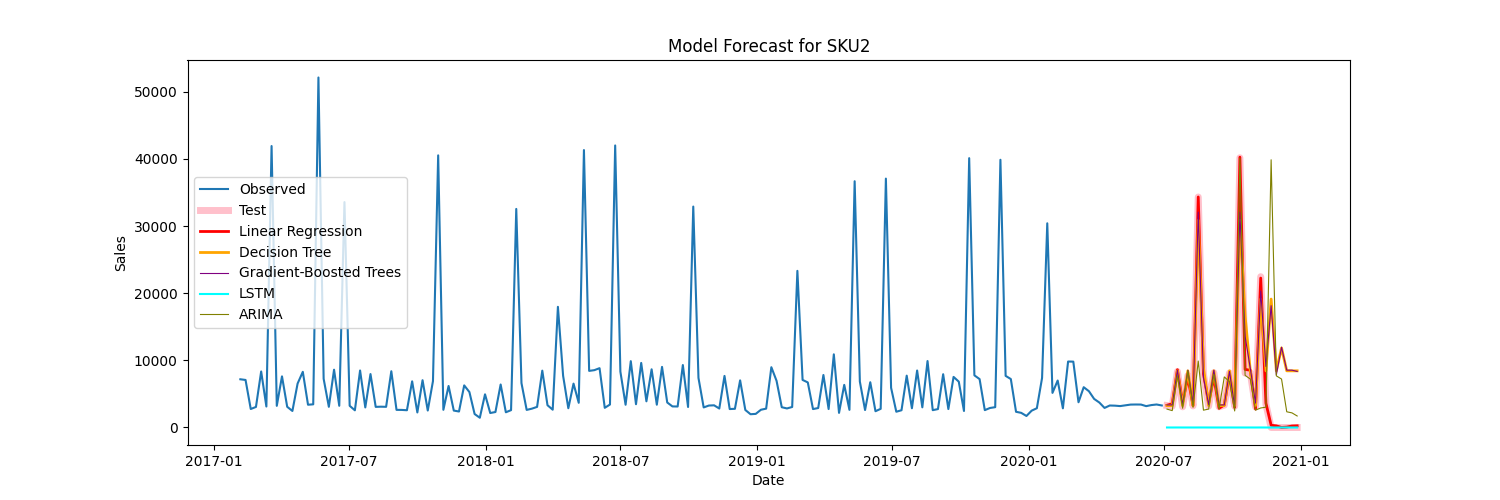 Model Forecast for SKU2
Sales
50000
40000
30000
20000
10000
0
Observed
Test
Linear Regression
Decision Tree
Gradient-Boosted Trees
LSTM
ARIMA
2017-01 2017-07 2018-01 2018-07 2019-01 2019-07 2020-01 2020-07 2021-01
Date